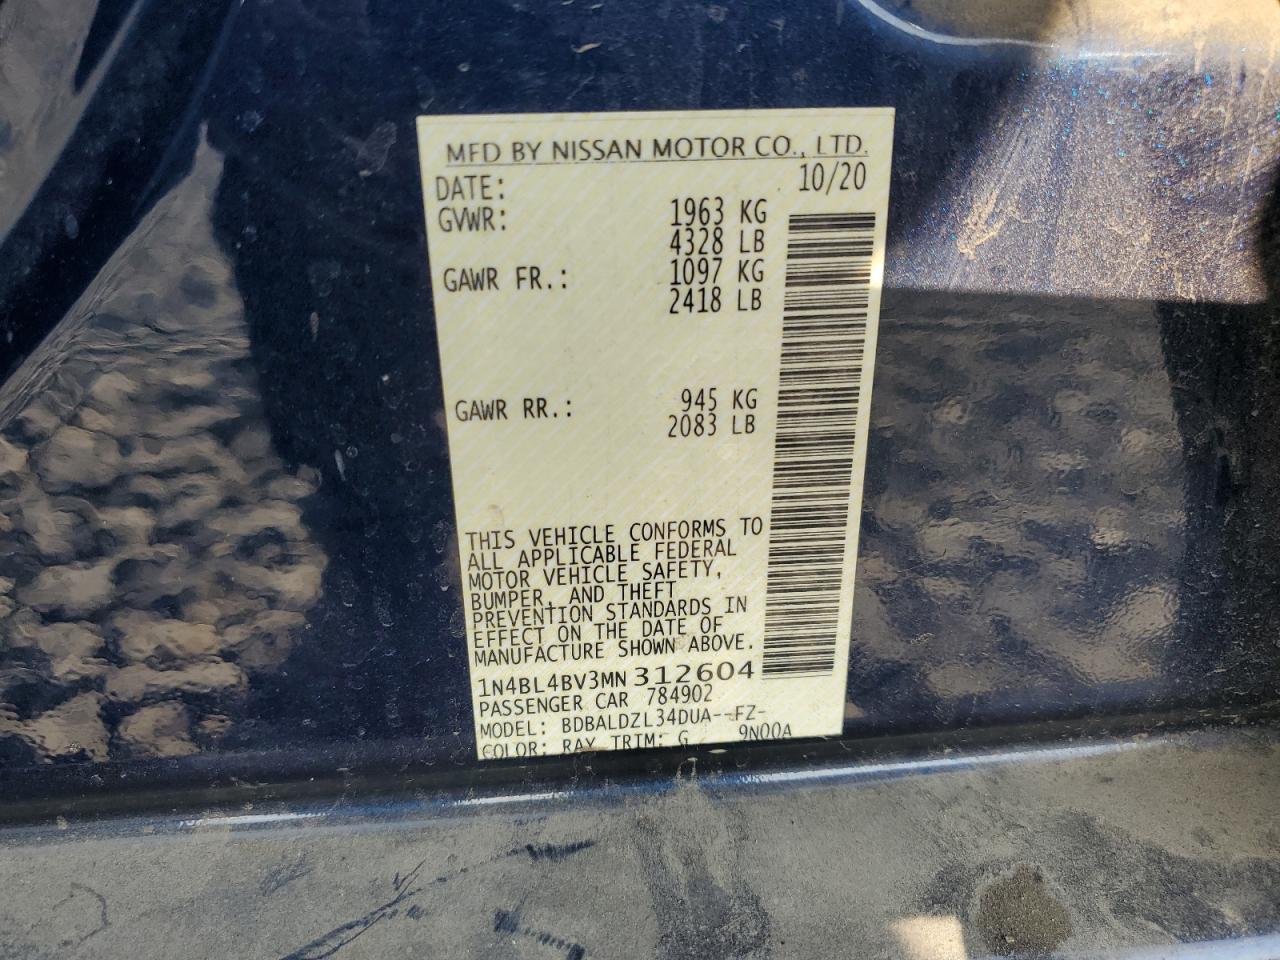 MFD BY NISSAN MOTOR CO., LTD.
DATE: 10/20
GVWR: 1963 KG
4328 LB
GAWR FR.: 1097 KG
2418 LB
GAWR RR.: 945 KG
2083 LB
THIS VEHICLE CONFORMS TO
ALL APPLICABLE FEDERAL
MOTOR VEHICLE SAFETY,
BUMPER, AND THEFT
PREVENTION STANDARDS IN
EFFECT ON THE DATE OF
MANUFACTURE SHOWN ABOVE.
1N4BL4BV3MN312604
PASSENGER CAR 784902
MODEL: BDBALDZL34DUA--FZ-
COLOR: RAY TRIM: G 9N00A